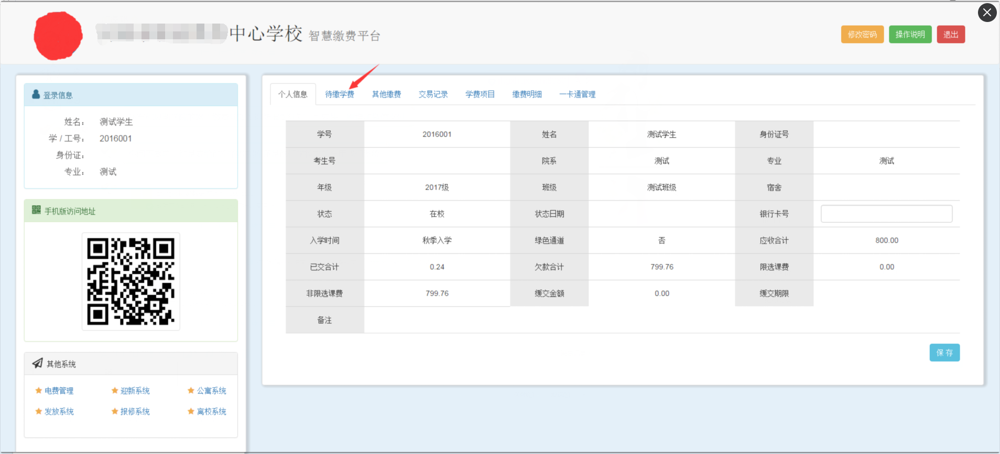 中心学校 智慧缴费平台
修改密码 操作说明 退出
登录信息
姓名： 测试学生
学 / 工号： 2016001
身份证：
专业： 测试
手机版访问地址
其他系统
电费管理 迎新系统 公寓系统
发放系统 报修系统 离校系统
个人信息 待缴学费 其他缴费 交易记录 学费项目 缴费明细 一卡通管理
学号 2016001 姓名 测试学生 身份证号
考生号 院系 测试 专业 测试
年级 2017级 班级 测试班级 宿舍
状态 在校 状态日期 银行卡号
入学时间 秋季入学 绿色通道 否 应收合计 800.00
已交合计 0.24 欠款合计 799.76 限选课费 0.00
非限选课费 799.76 缓交金额 0.00 缓交期限
备注
保 存